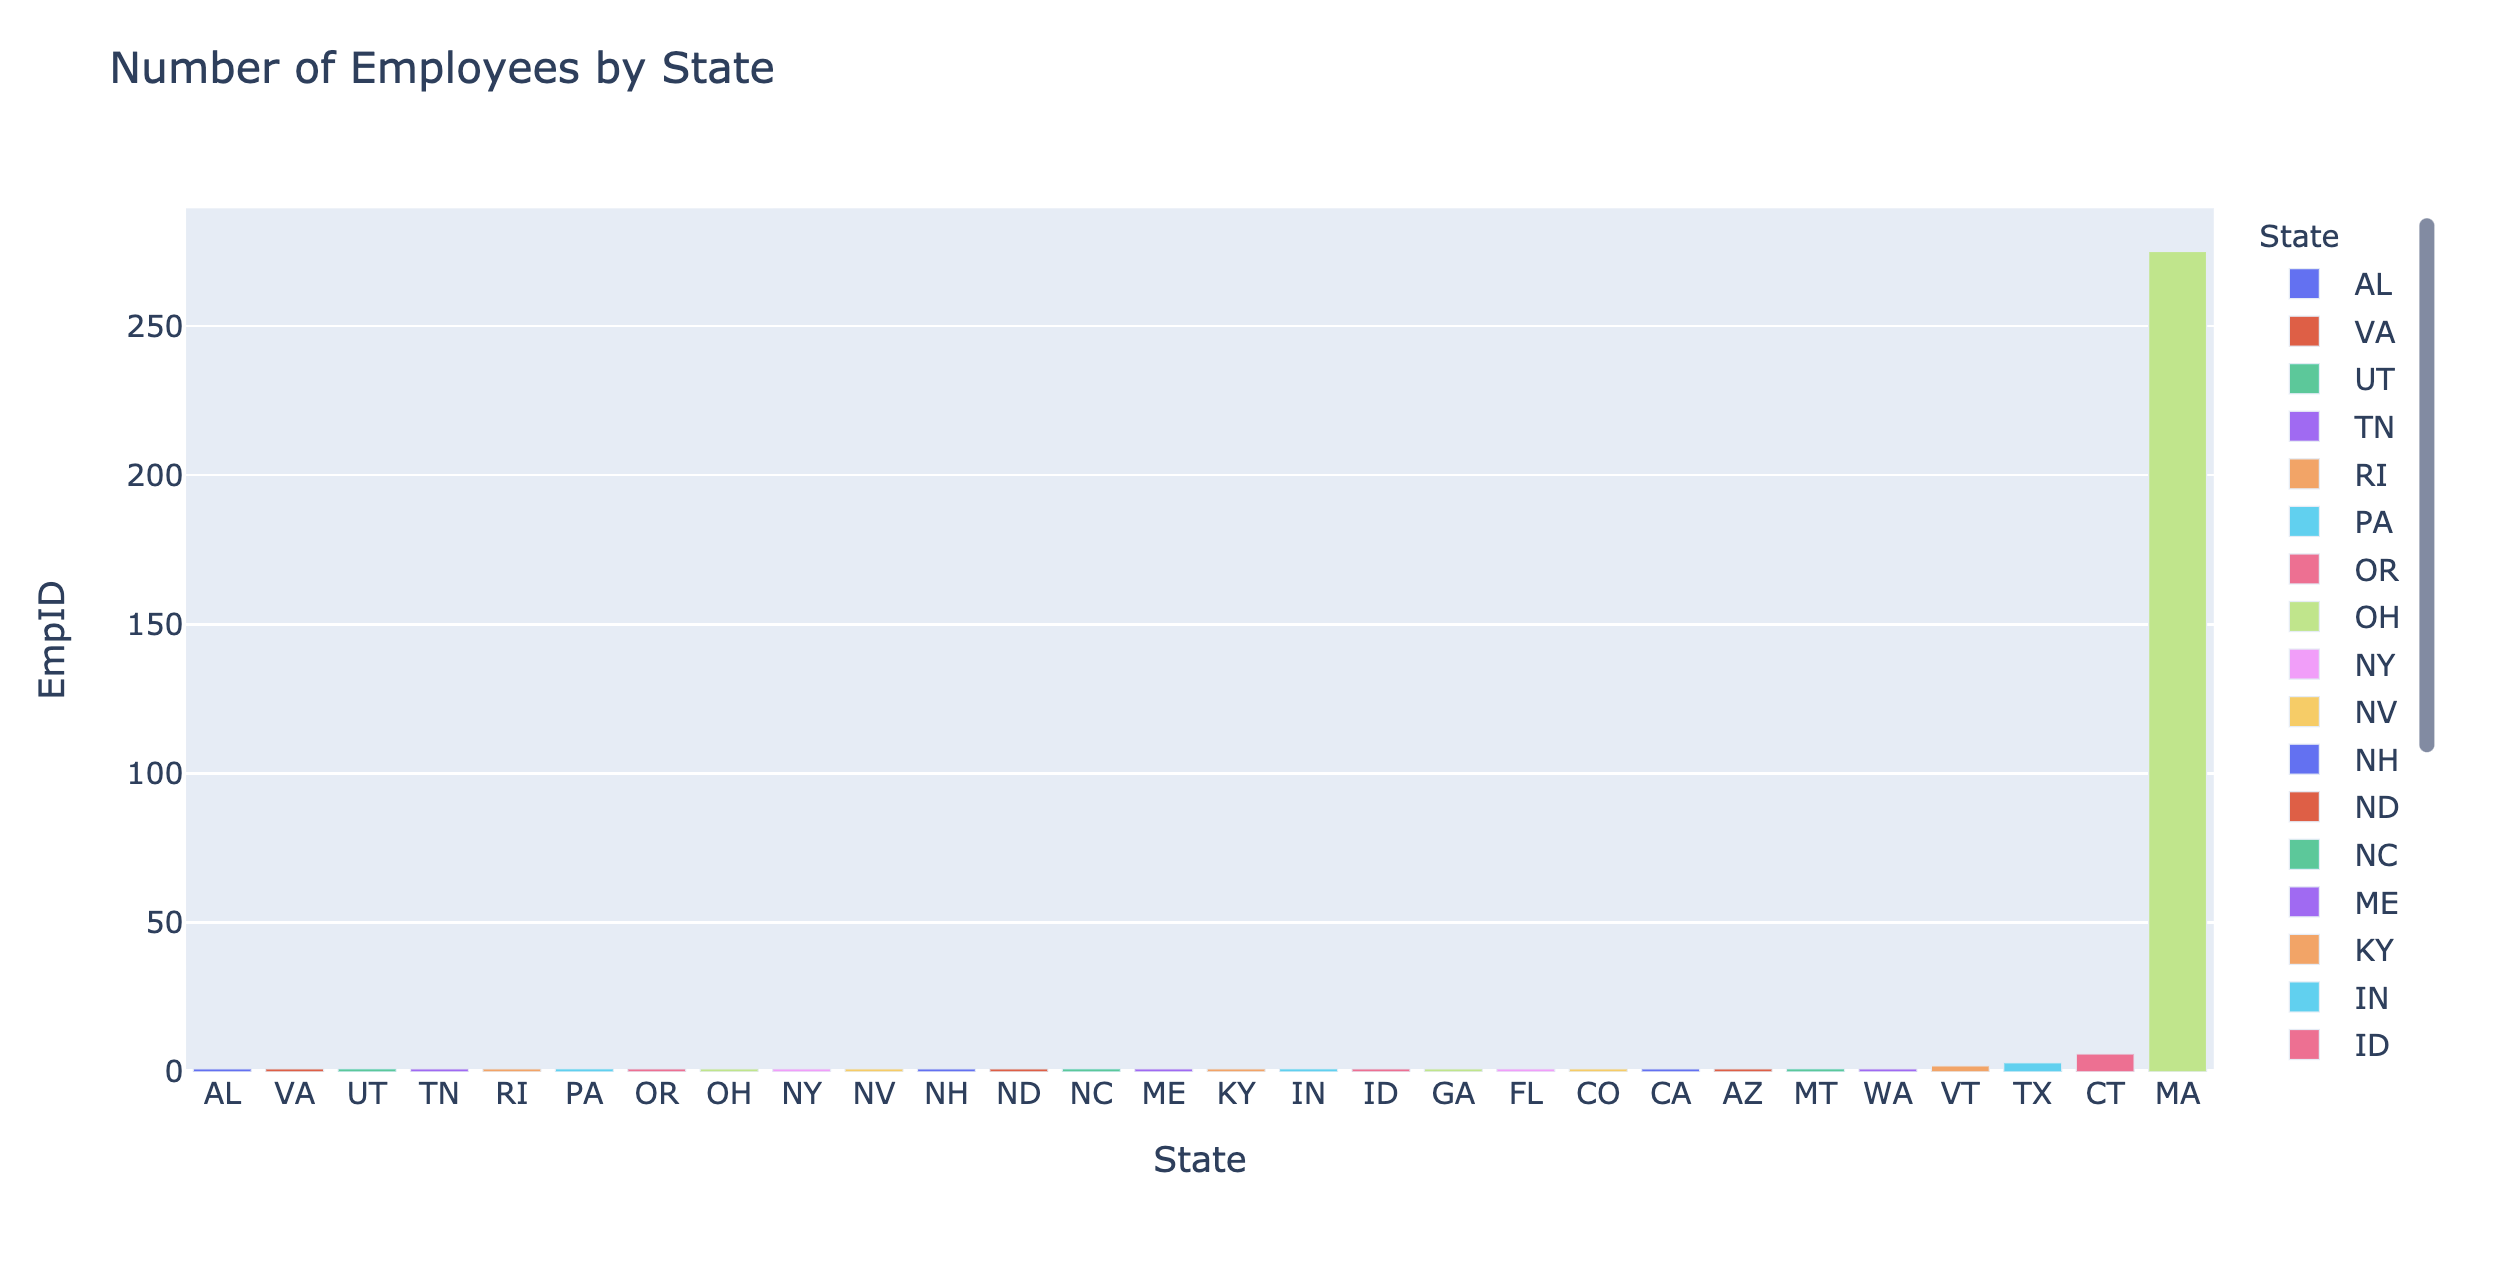 Number of Employees by State
EmpID
250
200
150
100
50
0
AL VA UT TN RI PA OR OH NY NV NH ND NC ME KY IN ID GA FL CO CA AZ MT WA VT TX CT MA
State
State
AL
VA
UT
TN
RI
PA
OR
OH
NY
NV
NH
ND
NC
ME
KY
IN
ID